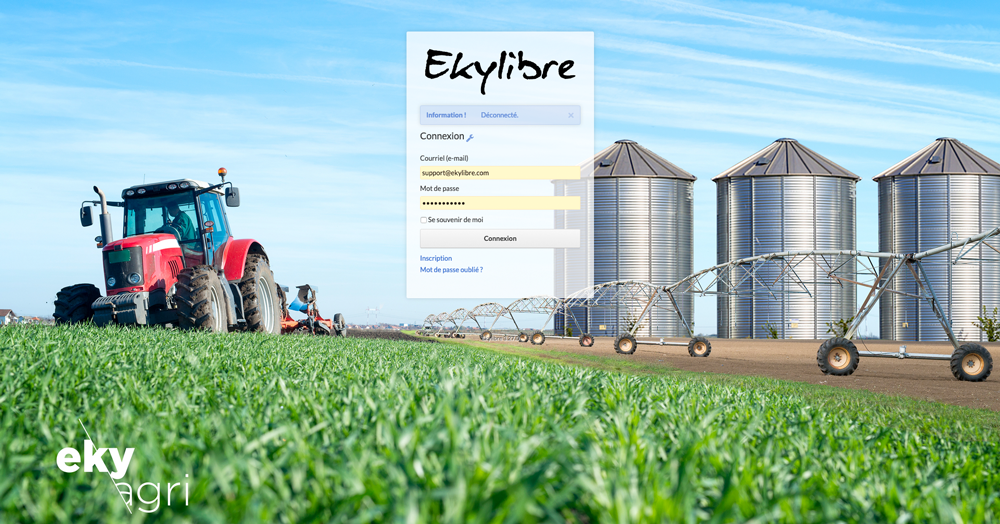 Ekylibre
Information ! Déconnecté. ×
Connexion
Courriel (e-mail)
support@ekylibre.com
Mot de passe
•••••••••••
Se souvenir de moi
Connexion
Inscription
Mot de passe oublié ?
eky
agri